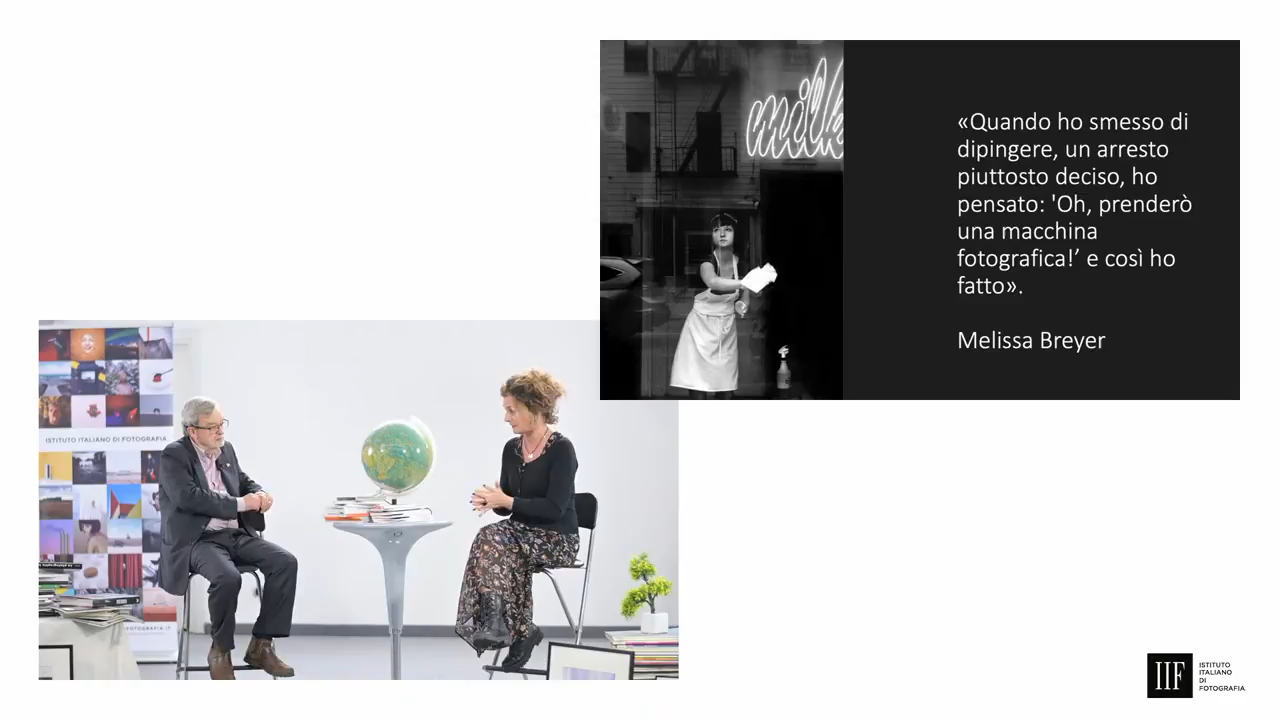 milk
«Quando ho smesso di
dipingere, un arresto
piuttosto deciso, ho
pensato: 'Oh, prenderò
una macchina
fotografica!’ e così ho
fatto».
Melissa Breyer
ISTITUTO ITALIANO DI FOTOGRAFIA
IIF
ISTITUTO
ITALIANO
DI
FOTOGRAFIA